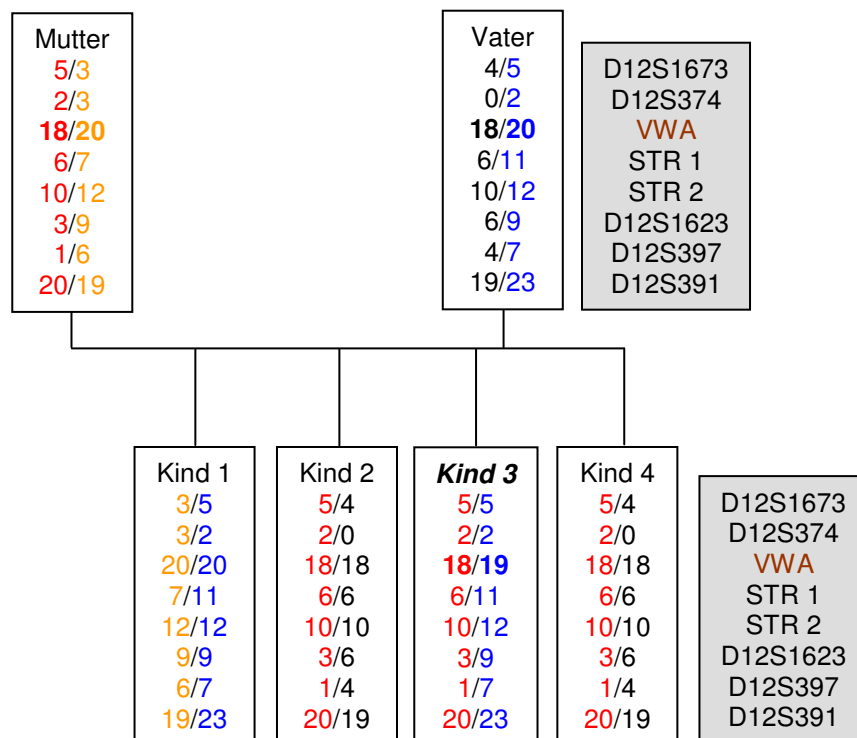 Mutter
5/3
2/3
18/20
6/7
10/12
3/9
1/6
20/19
Vater
4/5
0/2
18/20
6/11
10/12
6/9
4/7
19/23
D12S1673
D12S374
VWA
STR 1
STR 2
D12S1623
D12S397
D12S391
Kind 1
3/5
3/2
20/20
7/11
12/12
9/9
6/7
19/23
Kind 2
5/4
2/0
18/18
6/6
10/10
3/6
1/4
20/19
Kind 3
5/5
2/2
18/19
6/11
10/12
3/9
1/7
20/23
Kind 4
5/4
2/0
18/18
6/6
10/10
3/6
1/4
20/19
D12S1673
D12S374
VWA
STR 1
STR 2
D12S1623
D12S397
D12S391